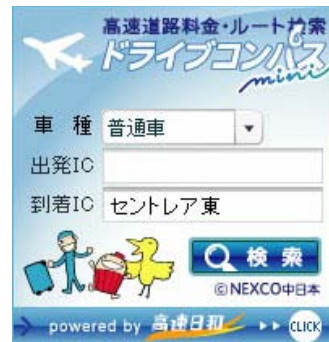 高速道路料金・ルート検索
ドライブコンパス
mini
車 種 普通車
出発IC
到着IC セントレア東
検索
©NEXCO中日本
powered by 高速日和 CLICK